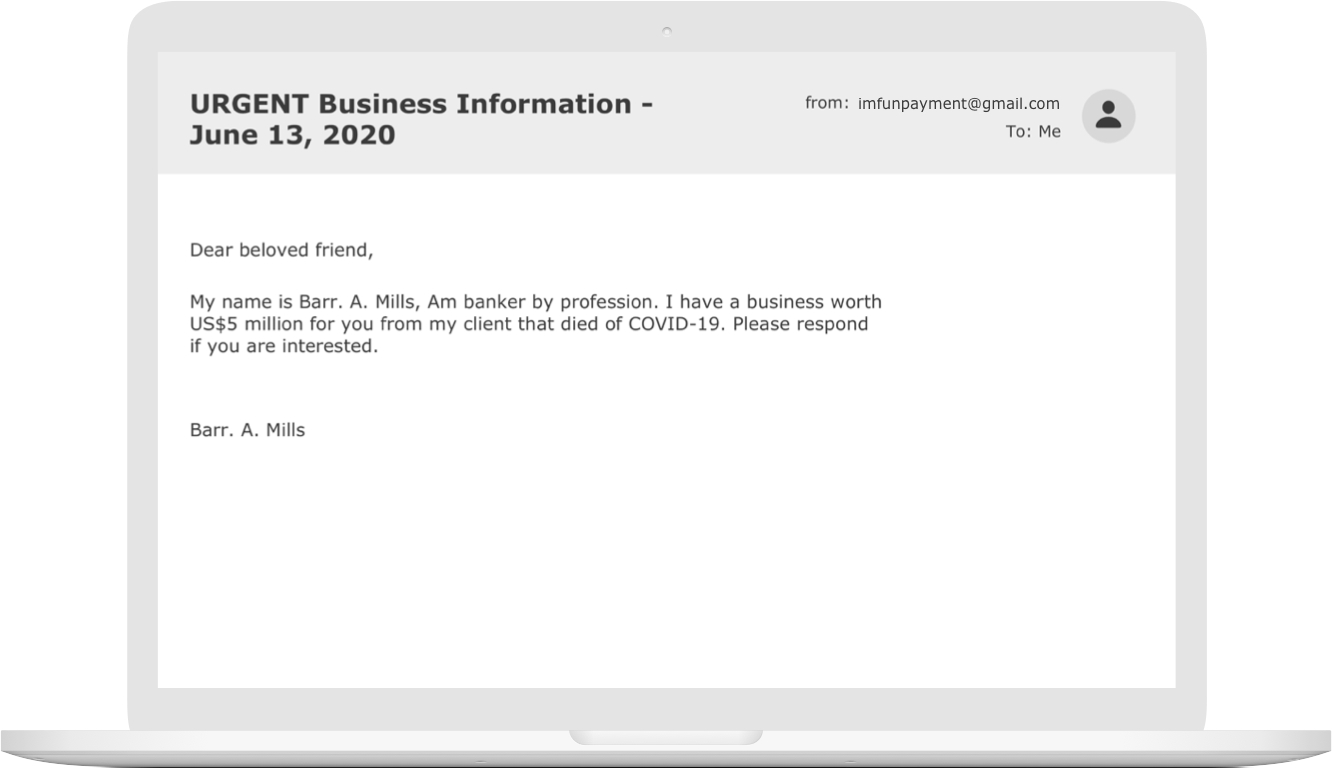 URGENT Business Information -
June 13, 2020
from: imfunpayment@gmail.com
To: Me
Dear beloved friend,
My name is Barr. A. Mills, Am banker by profession. I have a business worth
US$5 million for you from my client that died of COVID-19. Please respond
if you are interested.
Barr. A. Mills